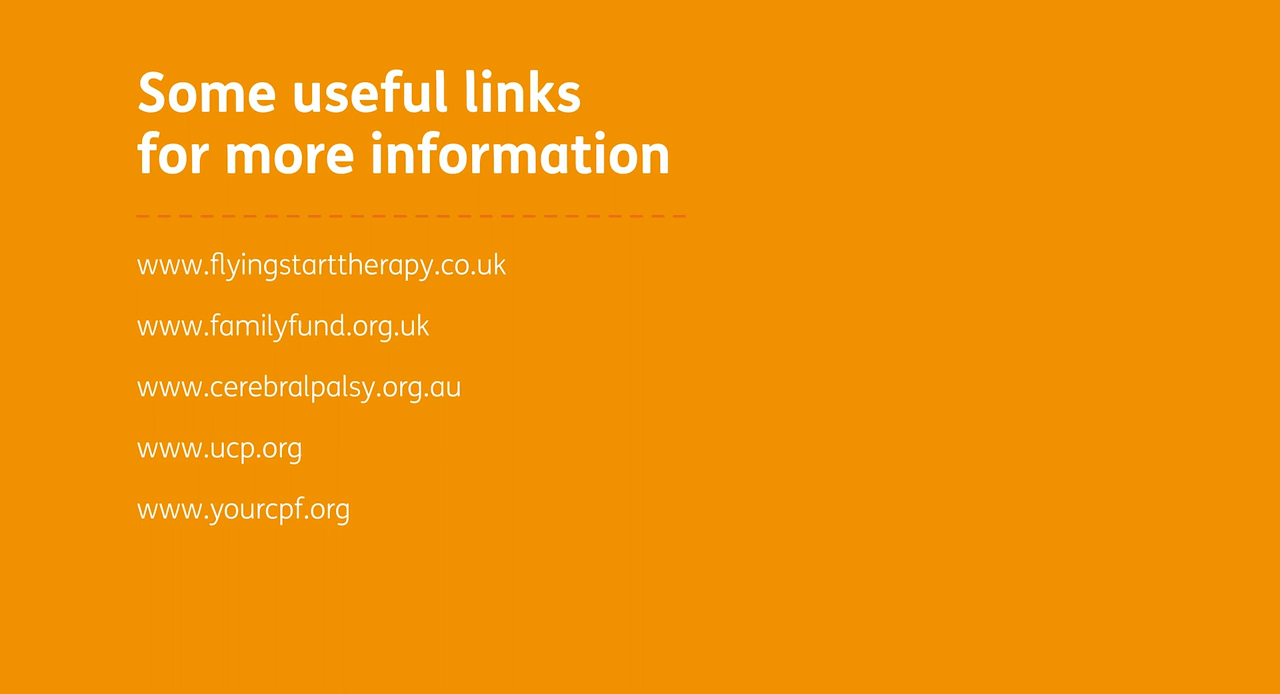 Some useful links
for more information
www.flyingstarttherapy.co.uk
www.familyfund.org.uk
www.cerebralpalsy.org.au
www.ucp.org
www.yourcpf.org